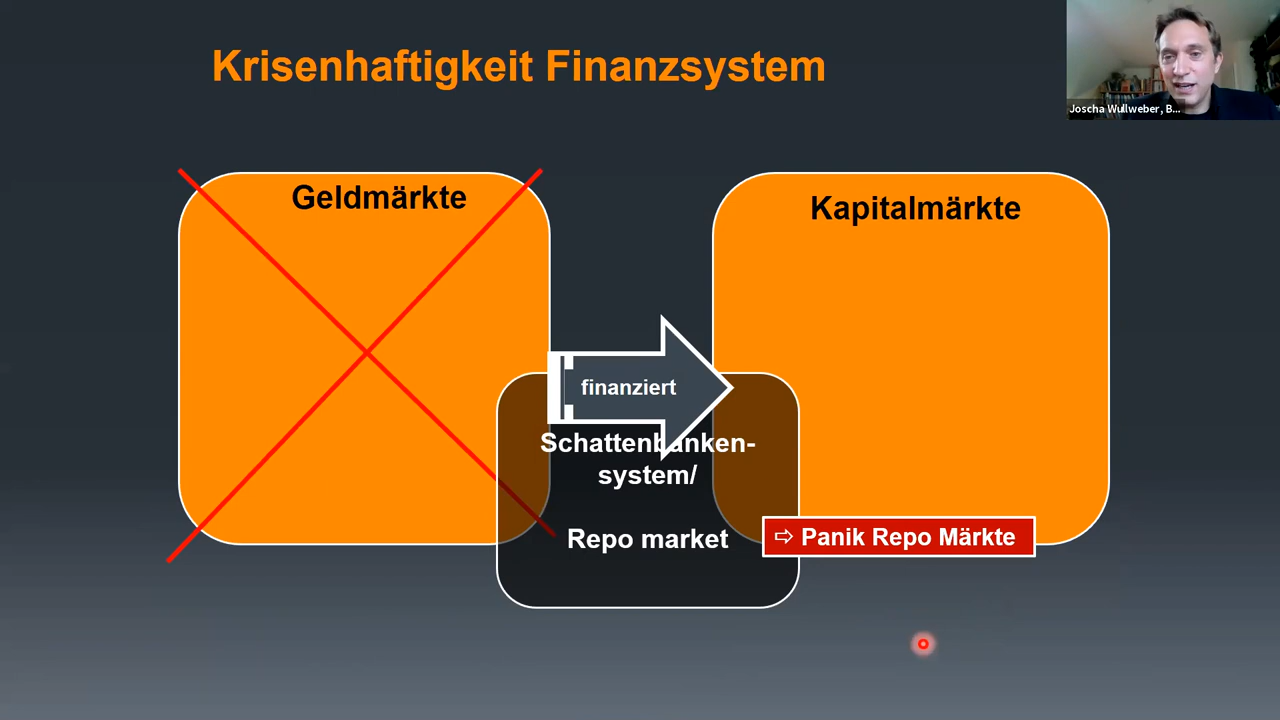 Krisenhaftigkeit Finanzsystem
Joscha Wullweber, B...
Geldmärkte
Kapitalmärkte
finanziert
Schattenbanken-
system/
Repo market
⇨ Panik Repo Märkte